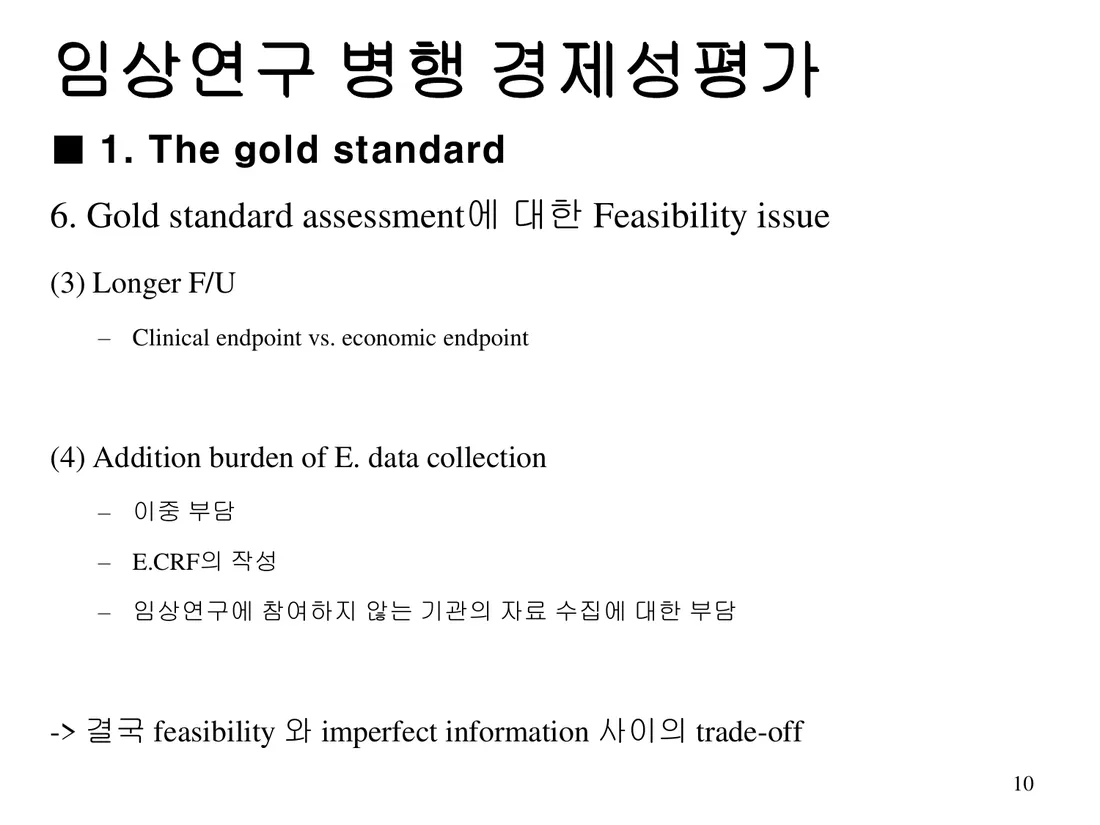 임상연구 병행 경제성평가
■ 1. The gold standard
6. Gold standard assessment에 대한 Feasibility issue
(3) Longer F/U
– Clinical endpoint vs. economic endpoint
(4) Addition burden of E. data collection
– 이중 부담
– E.CRF의 작성
– 임상연구에 참여하지 않는 기관의 자료 수집에 대한 부담
-> 결국 feasibility 와 imperfect information 사이의 trade-off
10